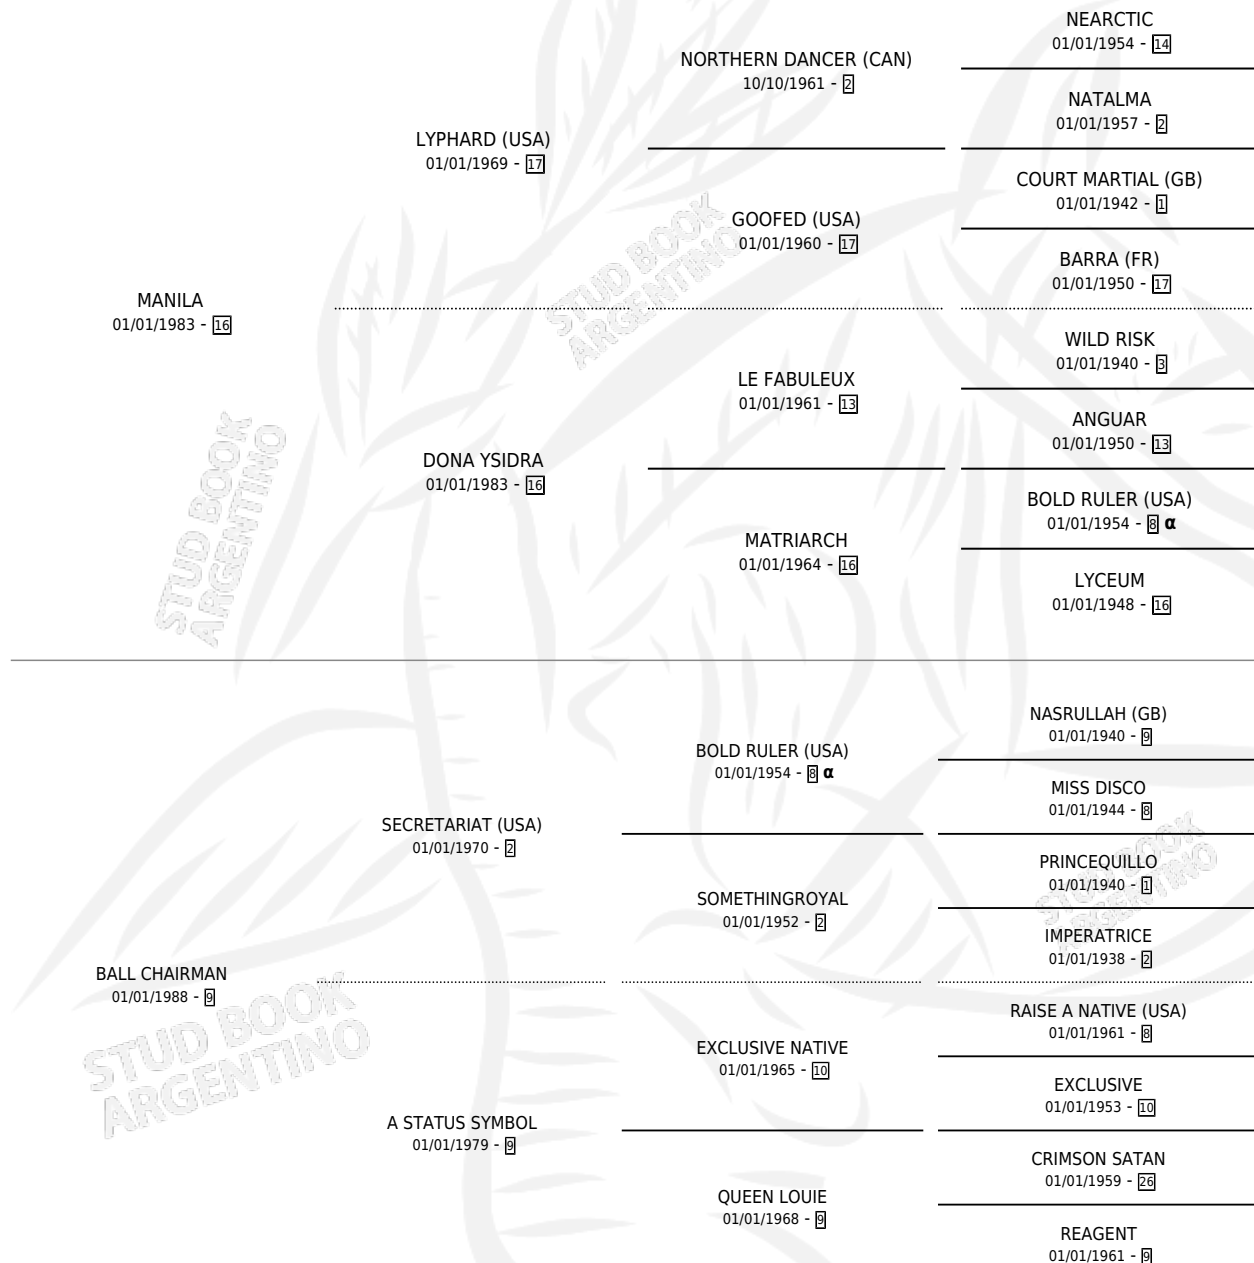 NEARCTIC
01/01/1954 - 14
NORTHERN DANCER (CAN)
10/10/1961 - 2
NATALMA
01/01/1957 - 2
LYPHARD (USA)
01/01/1969 - 17
COURT MARTIAL (GB)
01/01/1942 - 1
GOOFED (USA)
01/01/1960 - 17
BARRA (FR)
01/01/1950 - 17
MANILA
01/01/1983 - 16
STUD BOOK
ARGENTINO
WILD RISK
01/01/1940 - 3
LE FABULEUX
01/01/1961 - 13
ANGUAR
01/01/1950 - 13
DONA YSIDRA
01/01/1983 - 16
STUD BOOK
ARGENTINO
BOLD RULER (USA)
01/01/1954 - 8 α
MATRIARCH
01/01/1964 - 16
LYCEUM
01/01/1948 - 16
NASRULLAH (GB)
01/01/1940 - 9
BOLD RULER (USA)
01/01/1954 - 8 α
MISS DISCO
01/01/1944 - 8
SECRETARIAT (USA)
01/01/1970 - 2
STUD BOOK
ARGENTINO
PRINCEQUILLO
01/01/1940 - 1
SOMETHINGROYAL
01/01/1952 - 2
IMPERATRICE
01/01/1938 - 2
BALL CHAIRMAN
01/01/1988 - 9
STUD BOOK
ARGENTINO
RAISE A NATIVE (USA)
01/01/1961 - 8
EXCLUSIVE NATIVE
01/01/1965 - 10
EXCLUSIVE
01/01/1953 - 10
A STATUS SYMBOL
01/01/1979 - 9
CRIMSON SATAN
01/01/1959 - 26
QUEEN LOUIE
01/01/1968 - 9
REAGENT
01/01/1961 - 9